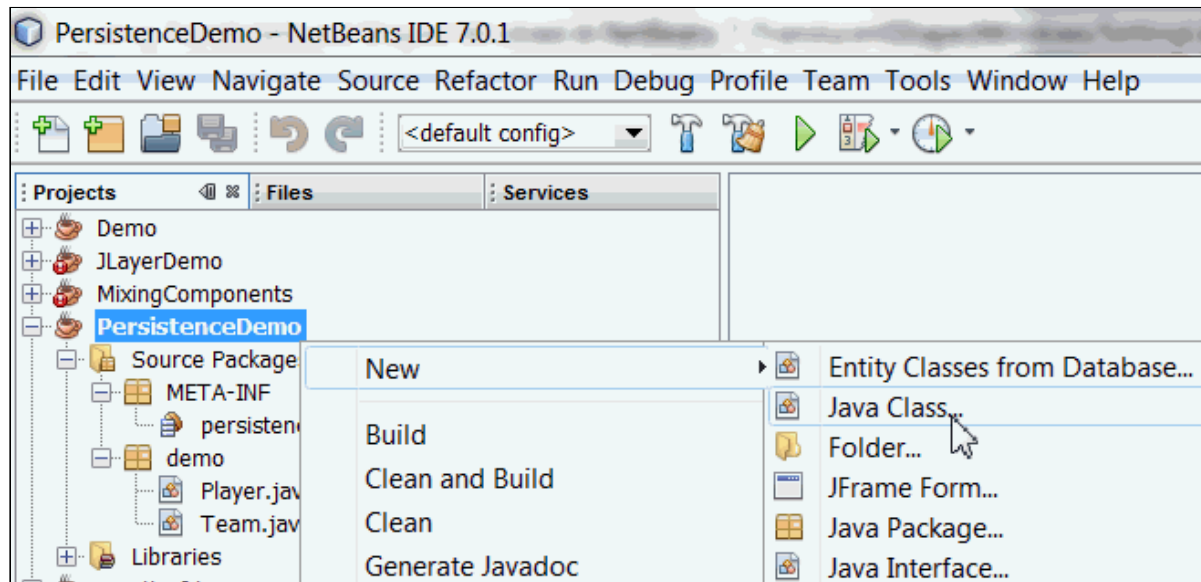 PersistenceDemo - NetBeans IDE 7.0.1
File Edit View Navigate Source Refactor Run Debug Profile Team Tools Window Help
<default config>
Projects Files Services
Demo
JLayerDemo
MixingComponents
PersistenceDemo
Source Package
META-INF
persisten
demo
Player.jav
Team.jav
Libraries
New
Build
Clean and Build
Clean
Generate Javadoc
Entity Classes from Database...
Java Class...
Folder...
JFrame Form...
Java Package...
Java Interface...